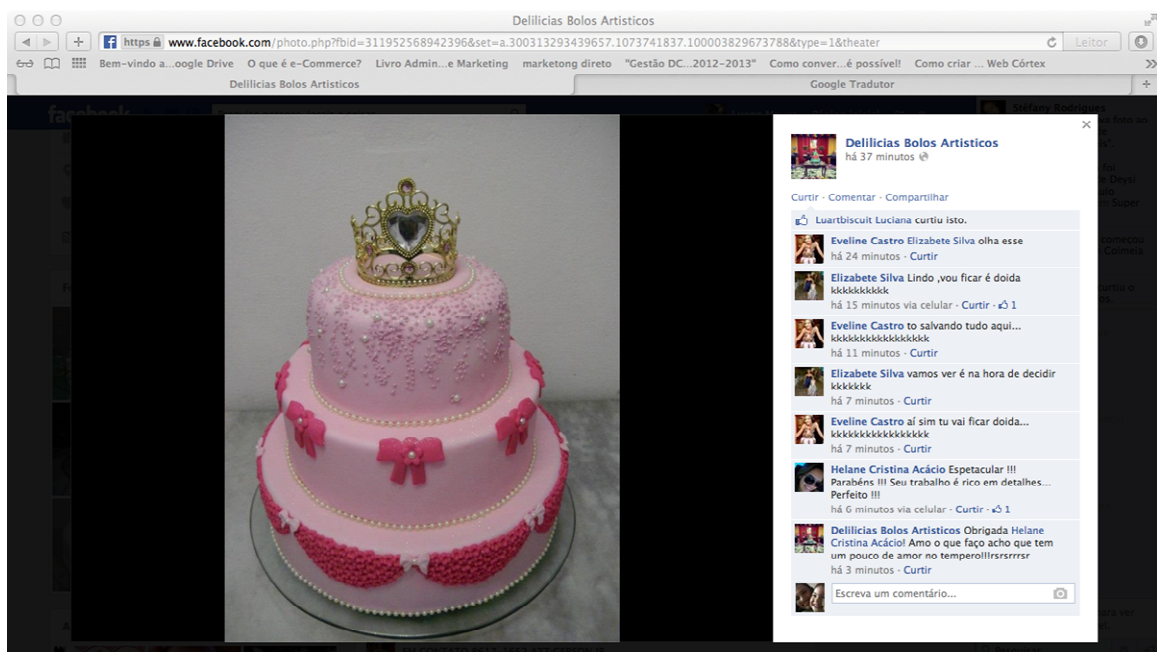 Delilicias Bolos Artisticos
https www.facebook.com/photo.php?fbid=311952568942396&set=a.300313293439657.1073741837.100003829673788&type=1&theater
Leitor
Bem-vindo a...oogle Drive O que é e-Commerce? Livro Admin...e Marketing marketong direto "Gestão DC...2012-2013" Como conver...é possível! Como criar ... Web Córtex
Delilicias Bolos Artisticos Google Tradutor
facebook
Stéfany Rodrigues
Delilicias Bolos Artisticos
há 37 minutos
Curtir · Comentar · Compartilhar
Luartbiscuit Luciana curtiu isto.
Eveline Castro Elizabete Silva olha esse
há 24 minutos · Curtir
Elizabete Silva Lindo ,vou ficar é doida
kkkkkkkkkk
há 15 minutos via celular · Curtir · 1
Eveline Castro to salvando tudo aqui...
kkkkkkkkkkkkkkkkk
há 11 minutos · Curtir
Elizabete Silva vamos ver é na hora de decidir
kkkkkkk
há 7 minutos · Curtir
Eveline Castro aí sim tu vai ficar doida...
kkkkkkkkkkkkkkkkk
há 7 minutos · Curtir
Helane Cristina Acácio Espetacular !!!
Parabéns !!! Seu trabalho é rico em detalhes...
Perfeito !!!
há 6 minutos via celular · Curtir · 1
Delilicias Bolos Artisticos Obrigada Helane
Cristina Acácio! Amo o que faço acho que tem
um pouco de amor no tempero!!!rsrsrrrsr
há 3 minutos · Curtir
Escreva um comentário...